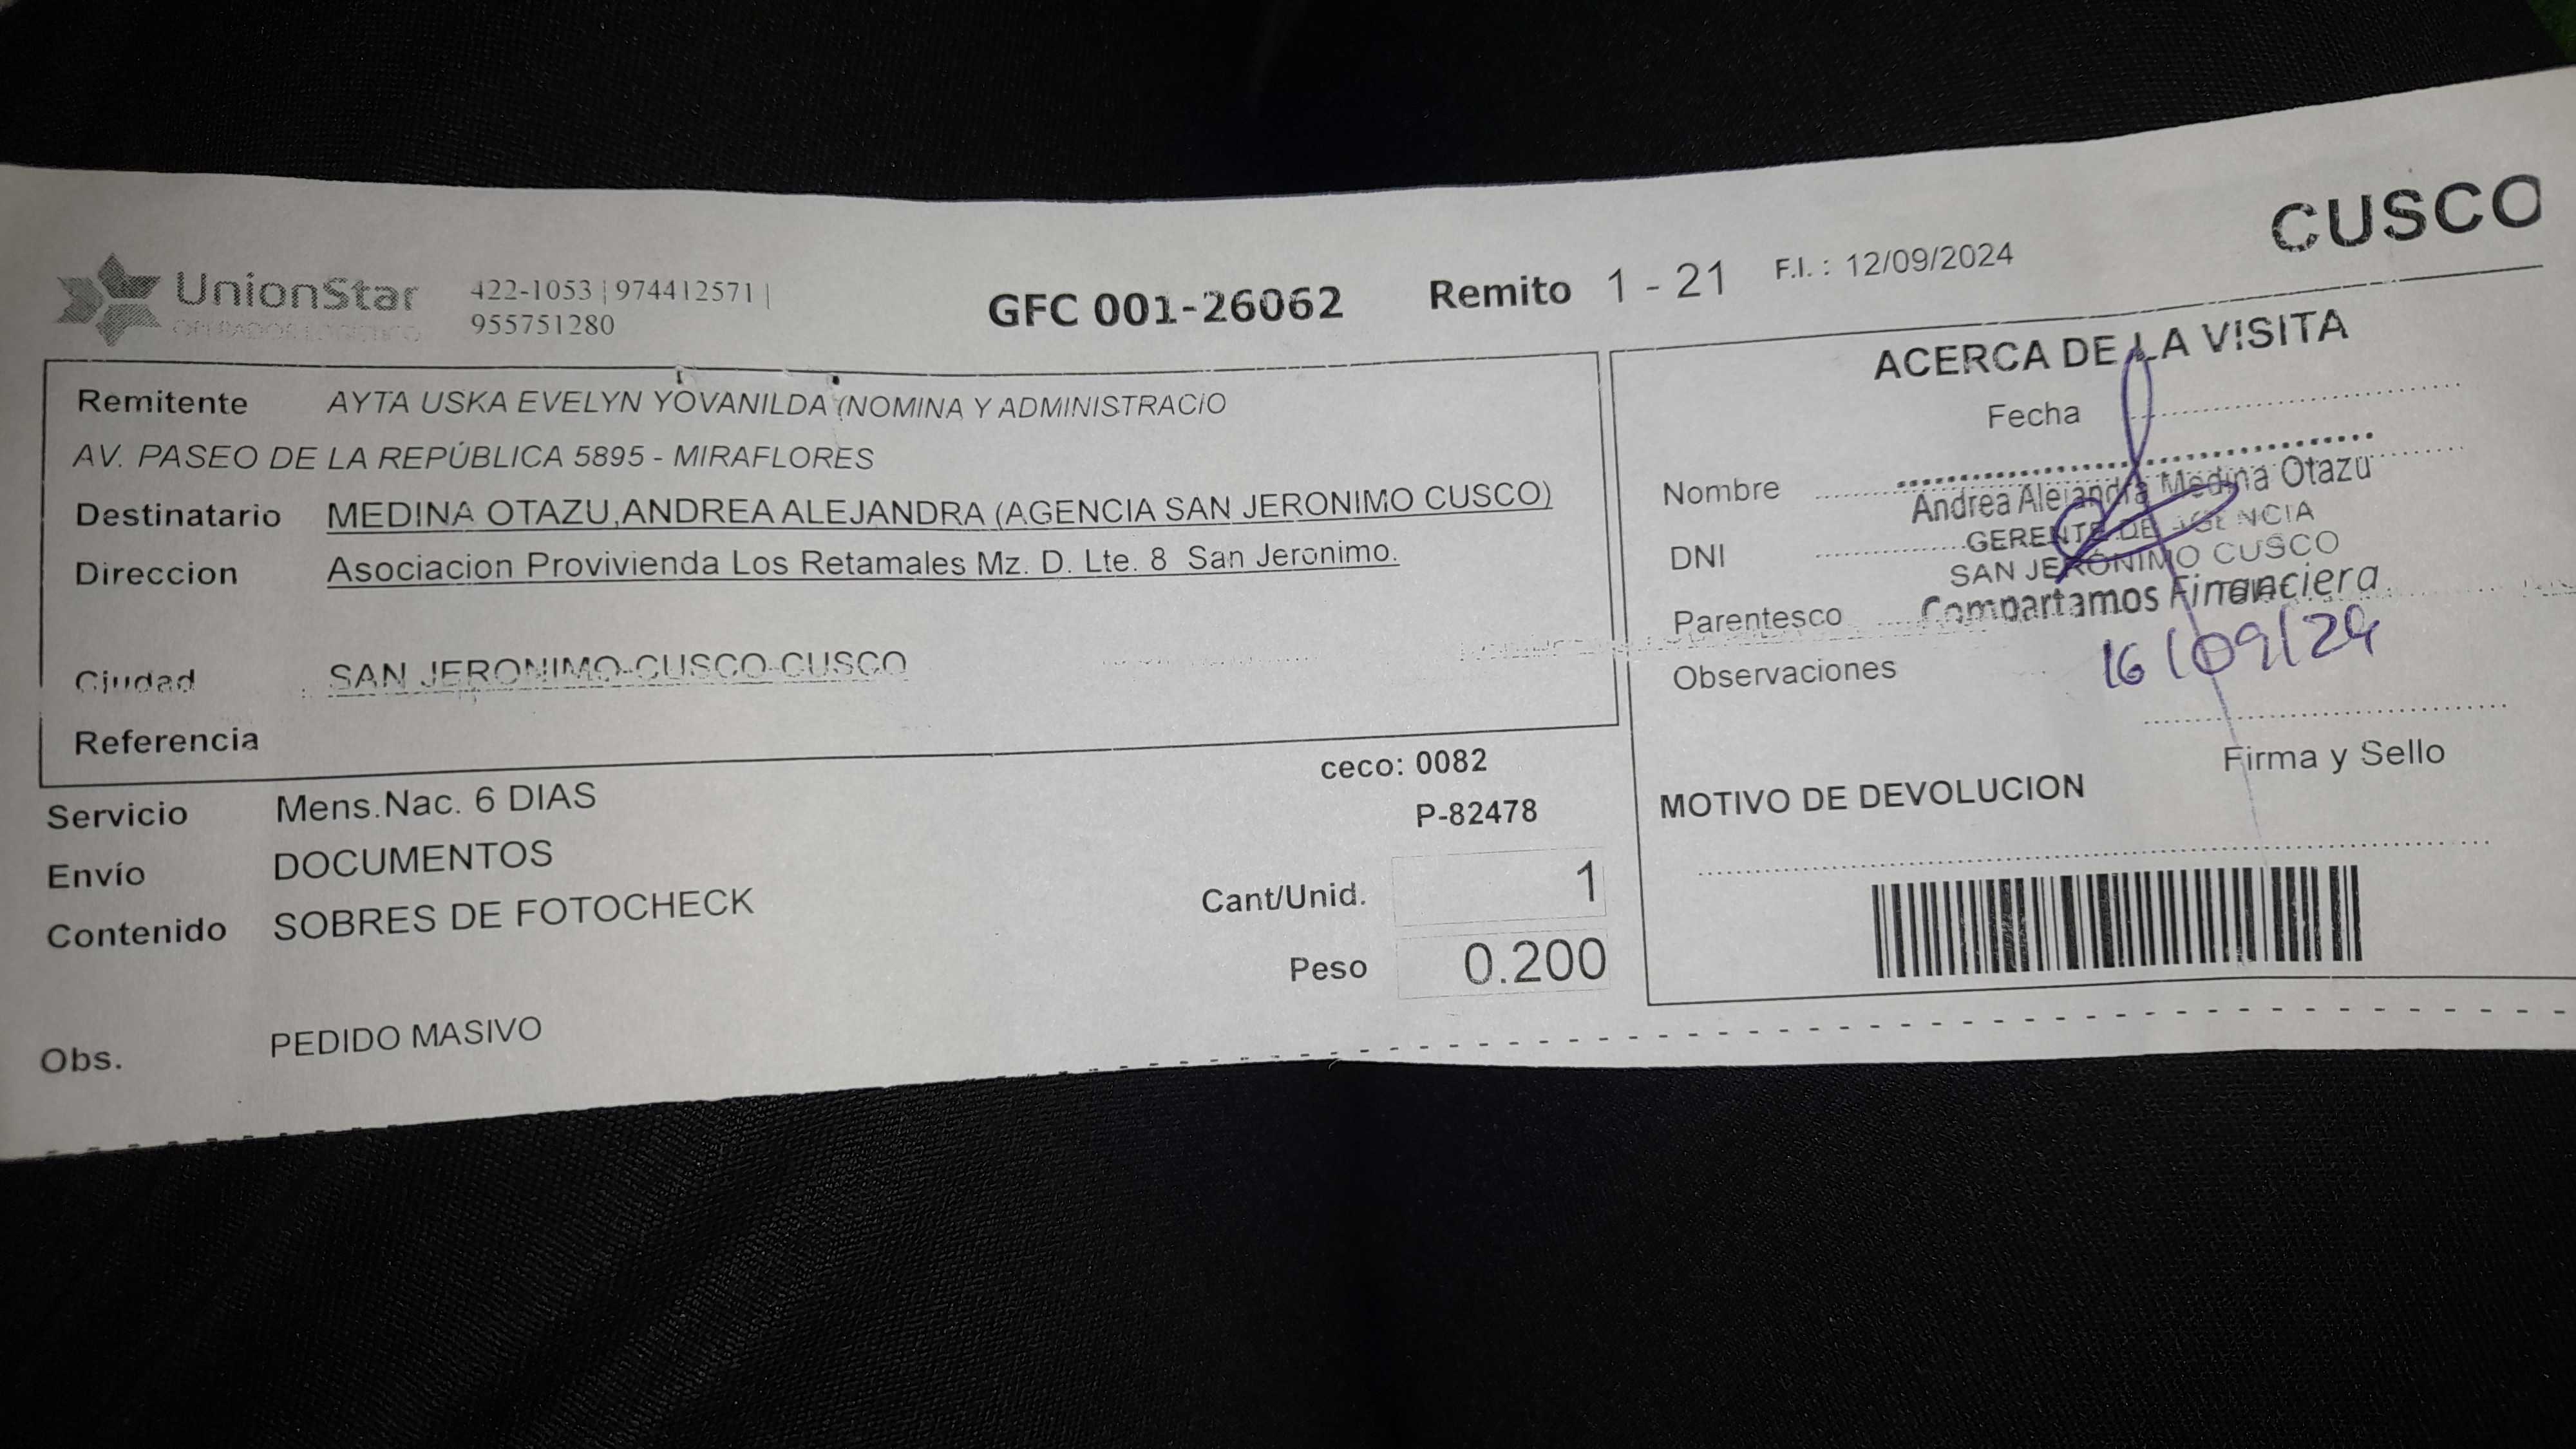 UnionStar
OPERADOR LOGISTICO
422-1053 | 974412571 |
955751280
GFC 001-26062
Remito 1 - 21
F.I. : 12/09/2024
CUSCO
Remitente AYTA USKA EVELYN YOVANILDA (NOMINA Y ADMINISTRACIO
AV. PASEO DE LA REPÚBLICA 5895 - MIRAFLORES
Destinatario MEDINA OTAZU,ANDREA ALEJANDRA (AGENCIA SAN JERONIMO CUSCO)
Direccion Asociacion Provivienda Los Retamales Mz. D. Lte. 8 San Jeronimo.
Ciudad SAN JERONIMO-CUSCO-CUSCO
Referencia
Servicio Mens.Nac. 6 DIAS
Envío DOCUMENTOS
Contenido SOBRES DE FOTOCHECK
Obs. PEDIDO MASIVO
ceco: 0082
P-82478
Cant/Unid. 1
Peso 0.200
ACERCA DE LA VISITA
Fecha
Nombre
DNI
Parentesco
Observaciones
Andrea Alejandra Medina Otazu
GERENTE DE AGENCIA
SAN JERÓNIMO CUSCO
Compartamos Financiera
16/09/24
Firma y Sello
MOTIVO DE DEVOLUCION